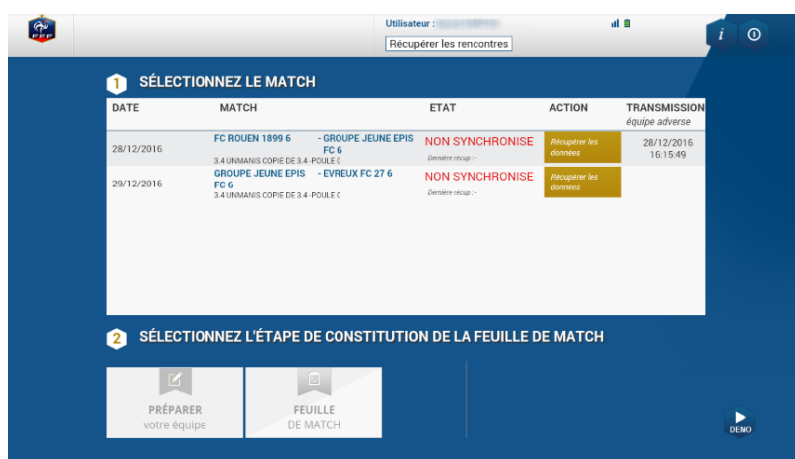 FFF
Utilisateur :
Récupérer les rencontres
i
1 SÉLECTIONNEZ LE MATCH
DATE MATCH ETAT ACTION TRANSMISSION
équipe adverse
28/12/2016 FC ROUEN 1899 6 - GROUPE JEUNE EPIS FC 6 NON SYNCHRONISE Récupérer les données 28/12/2016 16:15:49
3.4 UNMANIS COPIE DE 3.4 -POULE C Dernière récup :-
29/12/2016 GROUPE JEUNE EPIS FC 6 - EVREUX FC 27 6 NON SYNCHRONISE Récupérer les données
3.4 UNMANIS COPIE DE 3.4 -POULE C Dernière récup :-
2 SÉLECTIONNEZ L'ÉTAPE DE CONSTITUTION DE LA FEUILLE DE MATCH
PRÉPARER
votre équipe
FEUILLE
DE MATCH
DEMO